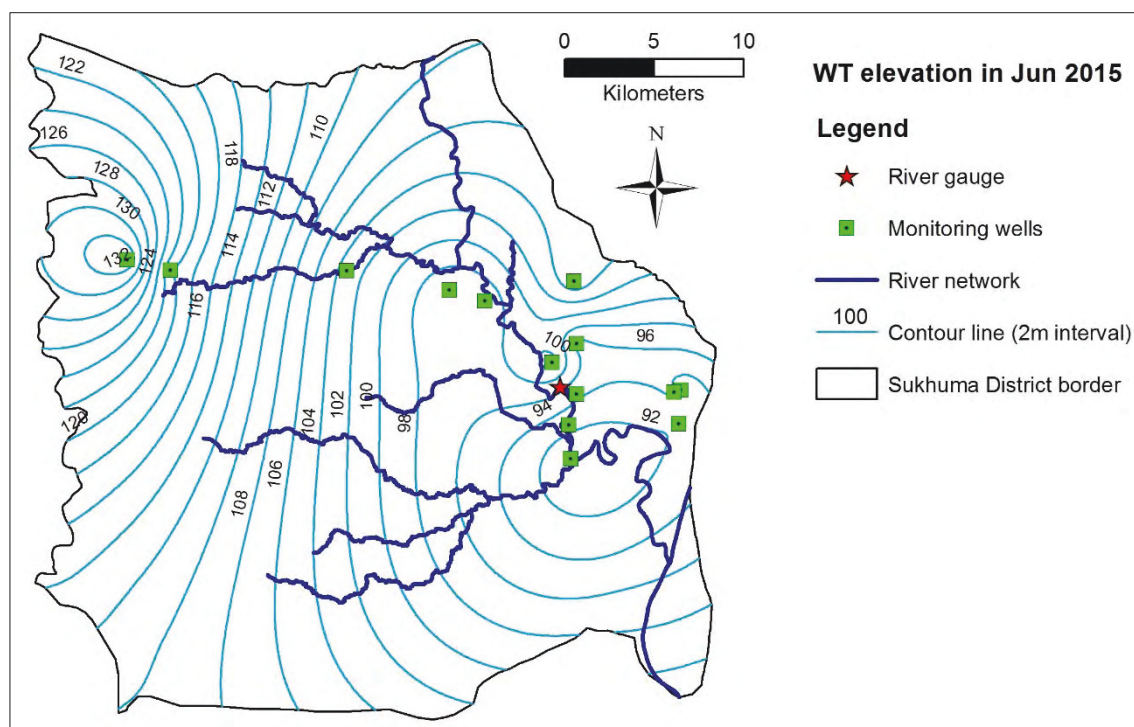 0 5 10
Kilometers
N
WT elevation in Jun 2015
Legend
River gauge
Monitoring wells
River network
100
Contour line (2m interval)
Sukhuma District border
122
126
128
130
132
124
118
110
112
114
116
120
108
106
104
102
100
98
100
96
94
92